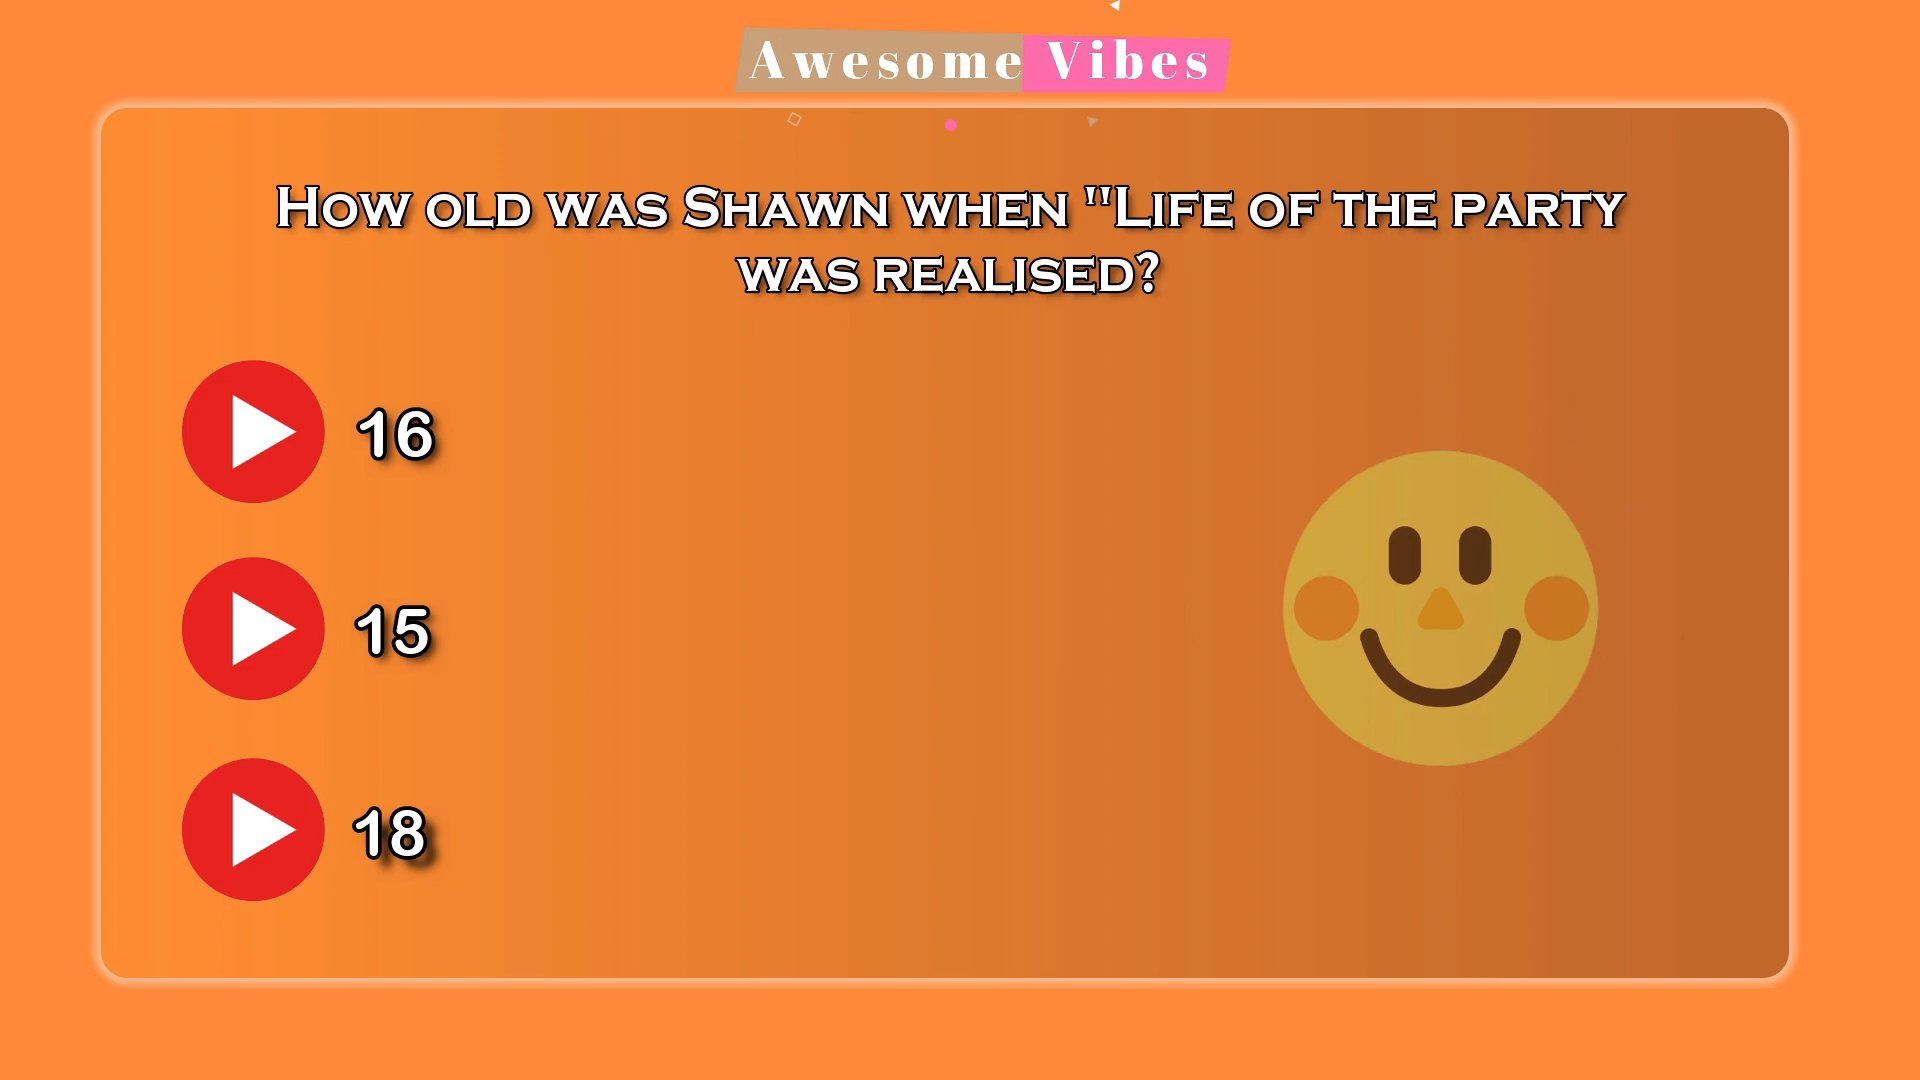 Awesome Vibes
How old was Shawn when "Life of the party
was realised?
16
15
18